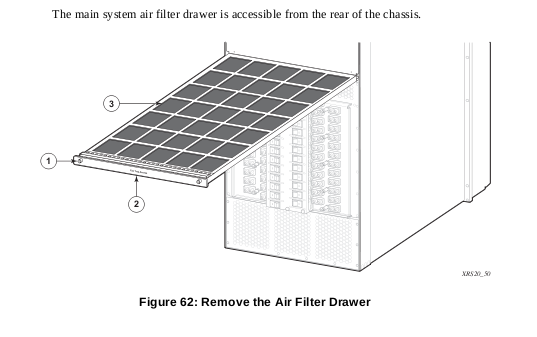 The main system air filter drawer is accessible from the rear of the chassis.
3
1
2
XRS20_50
Figure 62: Remove the Air Filter Drawer